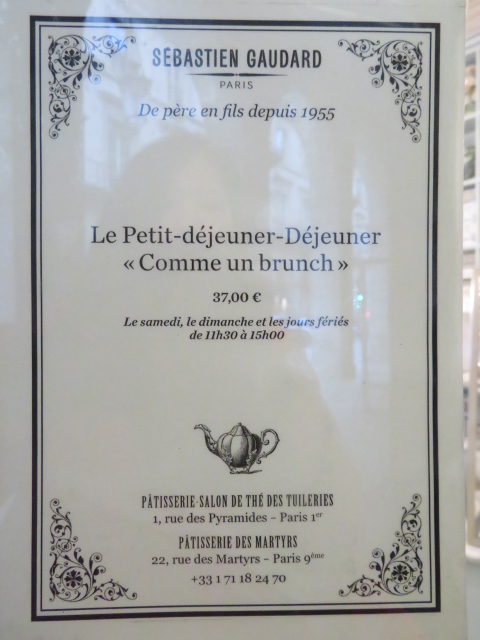 SÉBASTIEN GAUDARD
PARIS
De père en fils depuis 1955
Le Petit-déjeuner-Déjeuner
« Comme un brunch »
37,00 €
Le samedi, le dimanche et les jours fériés
de 11h30 à 15h00
PÂTISSERIE-SALON DE THÉ DES TUILERIES
1, rue des Pyramides – Paris 1er
PÂTISSERIE DES MARTYRS
22, rue des Martyrs – Paris 9ème
+33 1 71 18 24 70